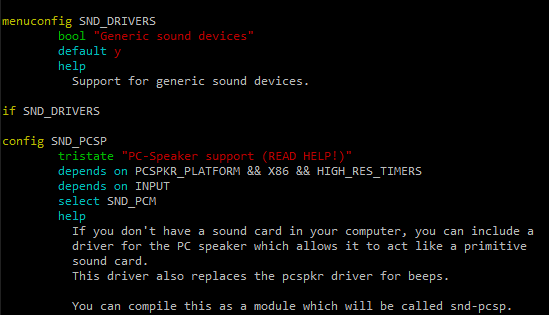 menuconfig SND_DRIVERS
bool "Generic sound devices"
default y
help
Support for generic sound devices.
if SND_DRIVERS
config SND_PCSP
tristate "PC-Speaker support (READ HELP!)"
depends on PCSPKR_PLATFORM && X86 && HIGH_RES_TIMERS
depends on INPUT
select SND_PCM
help
If you don't have a sound card in your computer, you can include a
driver for the PC speaker which allows it to act like a primitive
sound card.
This driver also replaces the pcspkr driver for beeps.
You can compile this as a module which will be called snd-pcsp.